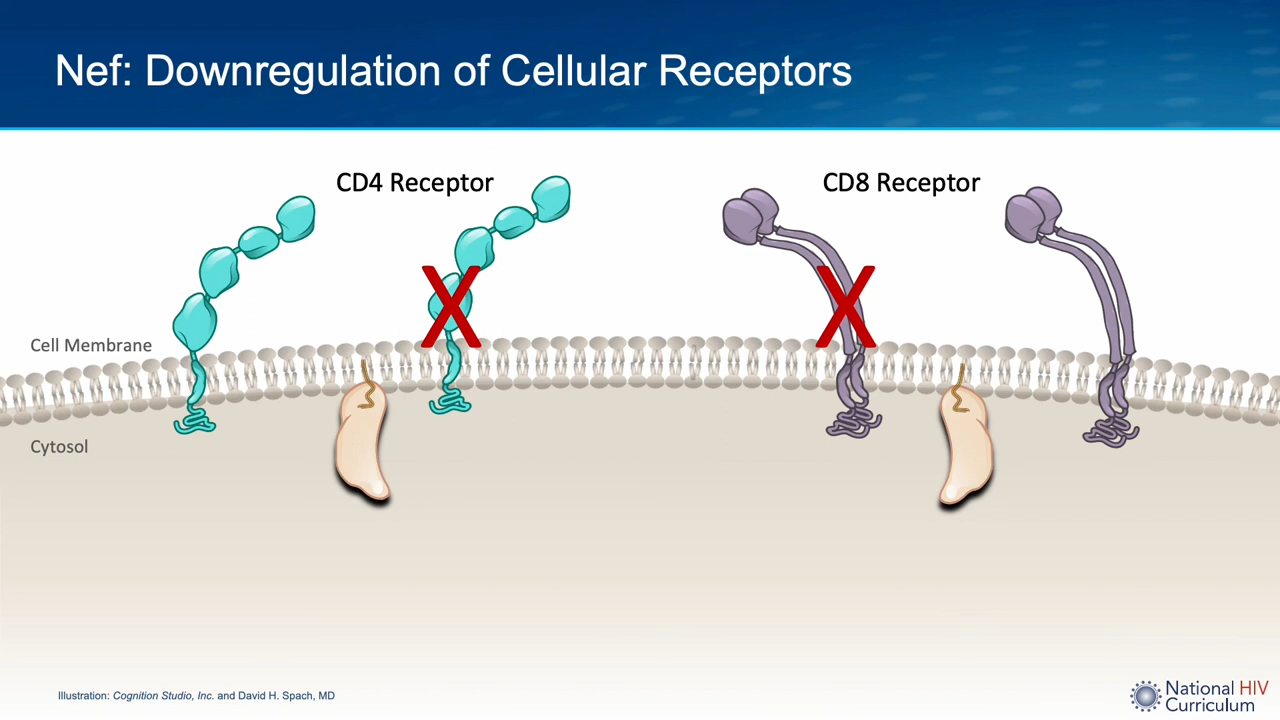 Nef: Downregulation of Cellular Receptors
CD4 Receptor
CD8 Receptor
X
X
Cell Membrane
Cytosol
Illustration: Cognition Studio, Inc. and David H. Spach, MD
National HIV
Curriculum